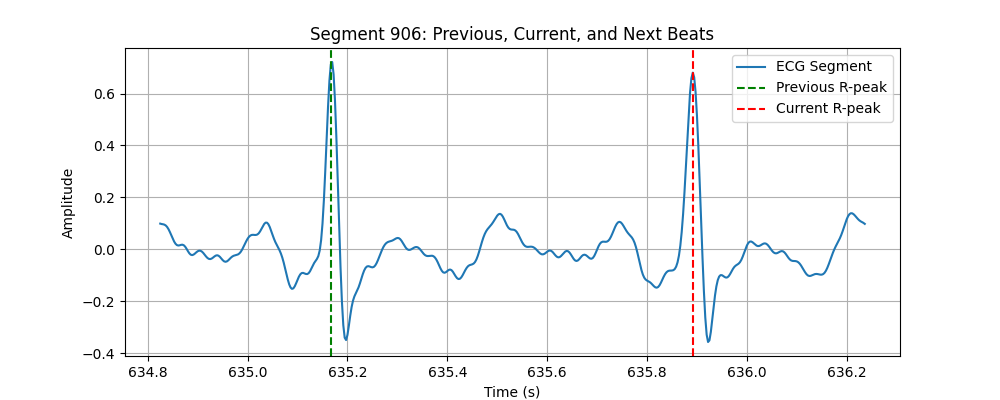 Segment 906: Previous, Current, and Next Beats
ECG Segment
Previous R-peak
Current R-peak
Amplitude
0.6
0.4
0.2
0.0
−0.2
−0.4
634.8 635.0 635.2 635.4 635.6 635.8 636.0 636.2
Time (s)